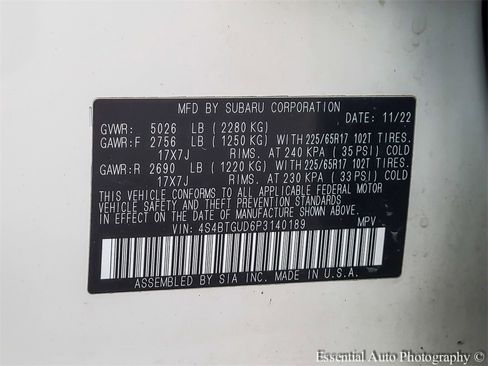 MFD BY SUBARU CORPORATION
DATE: 11/22
GVWR: 5026 LB (2280 KG)
GAWR:F 2756 LB (1250 KG) WITH 225/65R17 102T TIRES.
17X7J RIMS. AT 240 KPA (35 PSI) COLD
GAWR:R 2690 LB (1220 KG) WITH 225/65R17 102T TIRES.
17X7J RIMS. AT 230 KPA (33 PSI) COLD
THIS VEHICLE CONFORMS TO ALL APPLICABLE FEDERAL MOTOR
VEHICLE SAFETY AND THEFT PREVENTION STANDARDS
IN EFFECT ON THE DATE OF MANUFACTURE SHOWN ABOVE.
VIN: 4S4BTGUD6P3140189 MPV
ASSEMBLED BY SIA INC. MADE IN U.S.A.
Essential Auto Photography ©